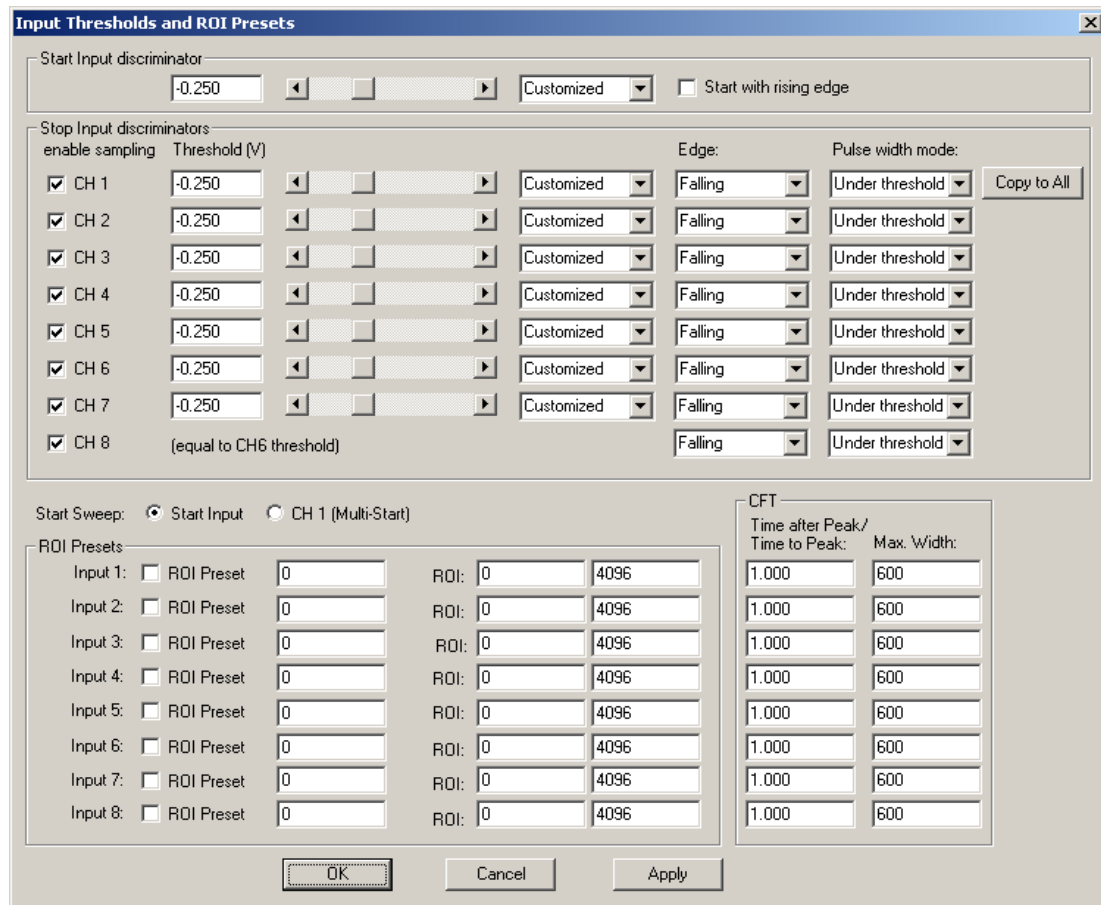 Input Thresholds and ROI Presets
Start Input discriminator
-0.250 Customized Start with rising edge
Stop Input discriminators
enable sampling Threshold (V) Edge: Pulse width mode:
CH 1 -0.250 Customized Falling Under threshold Copy to All
CH 2 -0.250 Customized Falling Under threshold
CH 3 -0.250 Customized Falling Under threshold
CH 4 -0.250 Customized Falling Under threshold
CH 5 -0.250 Customized Falling Under threshold
CH 6 -0.250 Customized Falling Under threshold
CH 7 -0.250 Customized Falling Under threshold
CH 8 (equal to CH6 threshold) Falling Under threshold
Start Sweep: Start Input CH 1 (Multi-Start)
ROI Presets
Input 1: ROI Preset 0 ROI: 0 4096
Input 2: ROI Preset 0 ROI: 0 4096
Input 3: ROI Preset 0 ROI: 0 4096
Input 4: ROI Preset 0 ROI: 0 4096
Input 5: ROI Preset 0 ROI: 0 4096
Input 6: ROI Preset 0 ROI: 0 4096
Input 7: ROI Preset 0 ROI: 0 4096
Input 8: ROI Preset 0 ROI: 0 4096
CFT
Time after Peak/
Time to Peak: Max. Width:
1.000 600
1.000 600
1.000 600
1.000 600
1.000 600
1.000 600
1.000 600
1.000 600
OK Cancel Apply